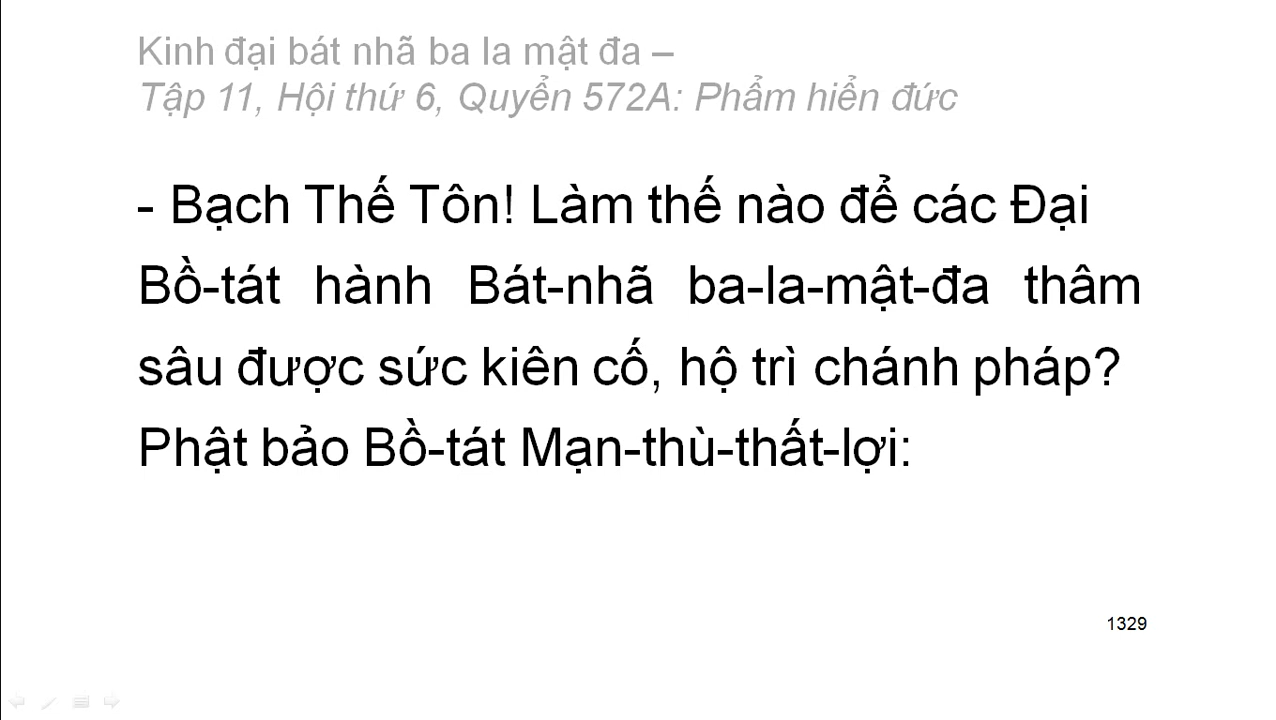 Kinh đại bát nhã ba la mật đa –
Tập 11, Hội thứ 6, Quyển 572A: Phẩm hiển đức
- Bạch Thế Tôn! Làm thế nào để các Đại
Bồ-tát hành Bát-nhã ba-la-mật-đa thâm
sâu được sức kiên cố, hộ trì chánh pháp?
Phật bảo Bồ-tát Mạn-thù-thất-lợi:
1329